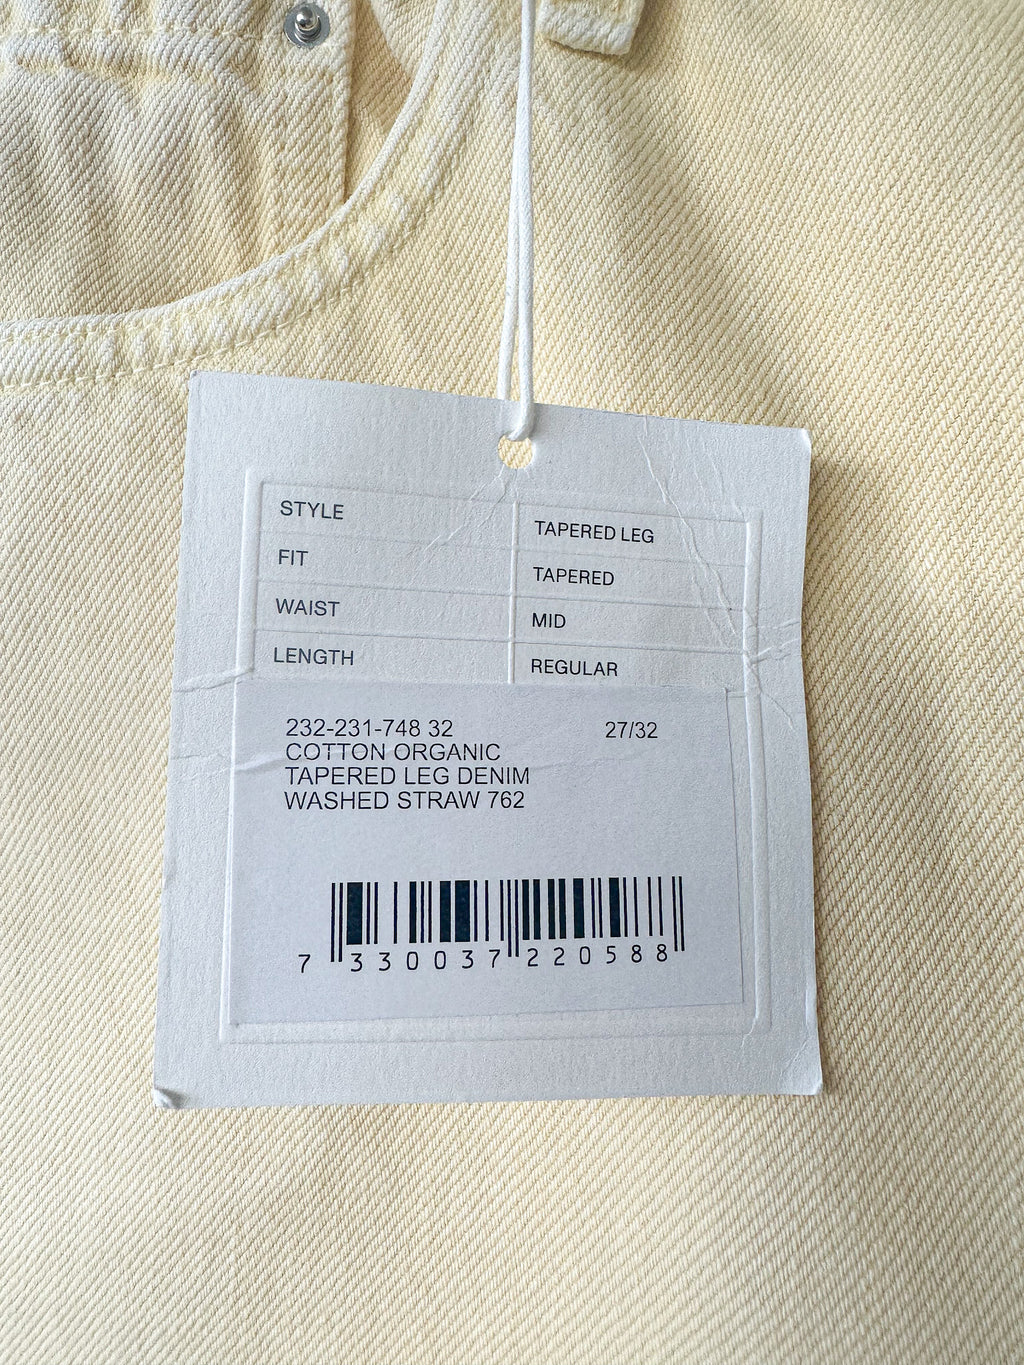 STYLE TAPERED LEG
FIT TAPERED
WAIST MID
LENGTH REGULAR
232-231-748 32 27/32
COTTON ORGANIC
TAPERED LEG DENIM
WASHED STRAW 762
7 330037 220588